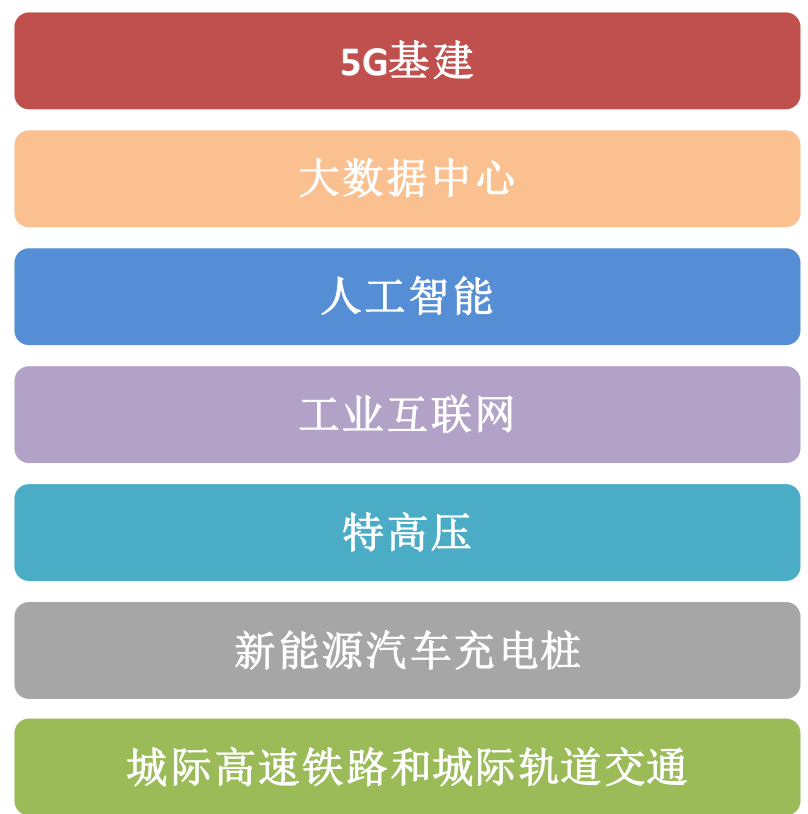 5G基建
大数据中心
人工智能
工业互联网
特高压
新能源汽车充电桩
城际高速铁路和城际轨道交通